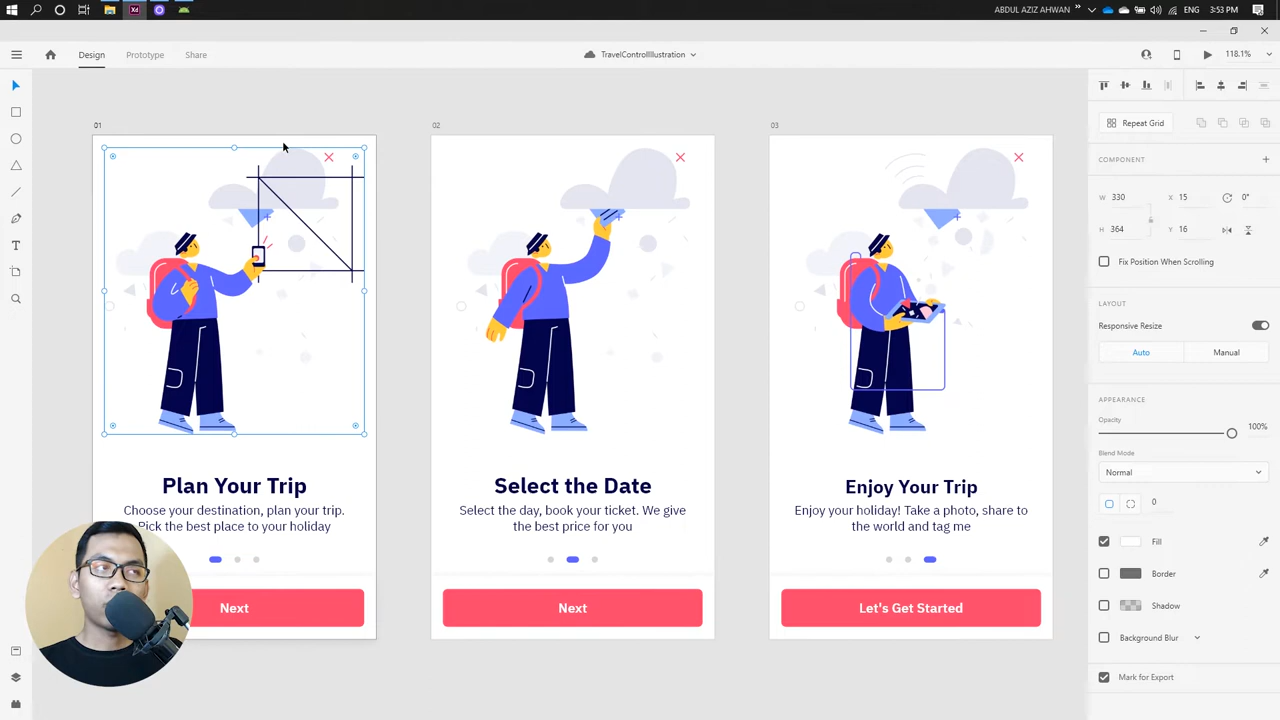 ABDUL AZIZ AHWAN
»
ENG
3:53 PM
Design
Prototype
Share
TravelControlIllustration
118.1%
01
02
03
Plan Your Trip
Choose your destination, plan your trip.
Pick the best place to your holiday
Next
Select the Date
Select the day, book your ticket. We give
the best price for you
Next
Enjoy Your Trip
Enjoy your holiday! Take a photo, share to
the world and tag me
Let's Get Started
Repeat Grid
COMPONENT
W 330 X 15 0°
H 364 Y 16
Fix Position When Scrolling
LAYOUT
Responsive Resize
Auto Manual
APPEARANCE
Opacity
100%
Blend Mode
Normal
0
Fill
Border
Shadow
Background Blur
Mark for Export